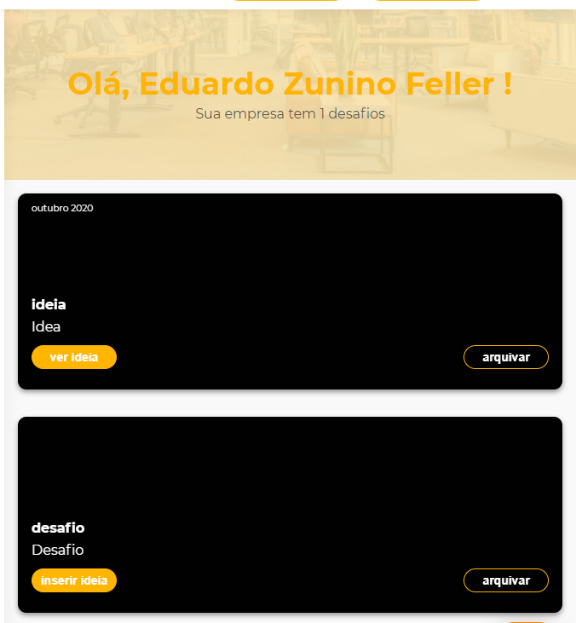 Olá, Eduardo Zunino Feller !
Sua empresa tem 1 desafios
outubro 2020
ideia
Idea
ver ideia
arquivar
desafio
Desafio
inserir ideia
arquivar